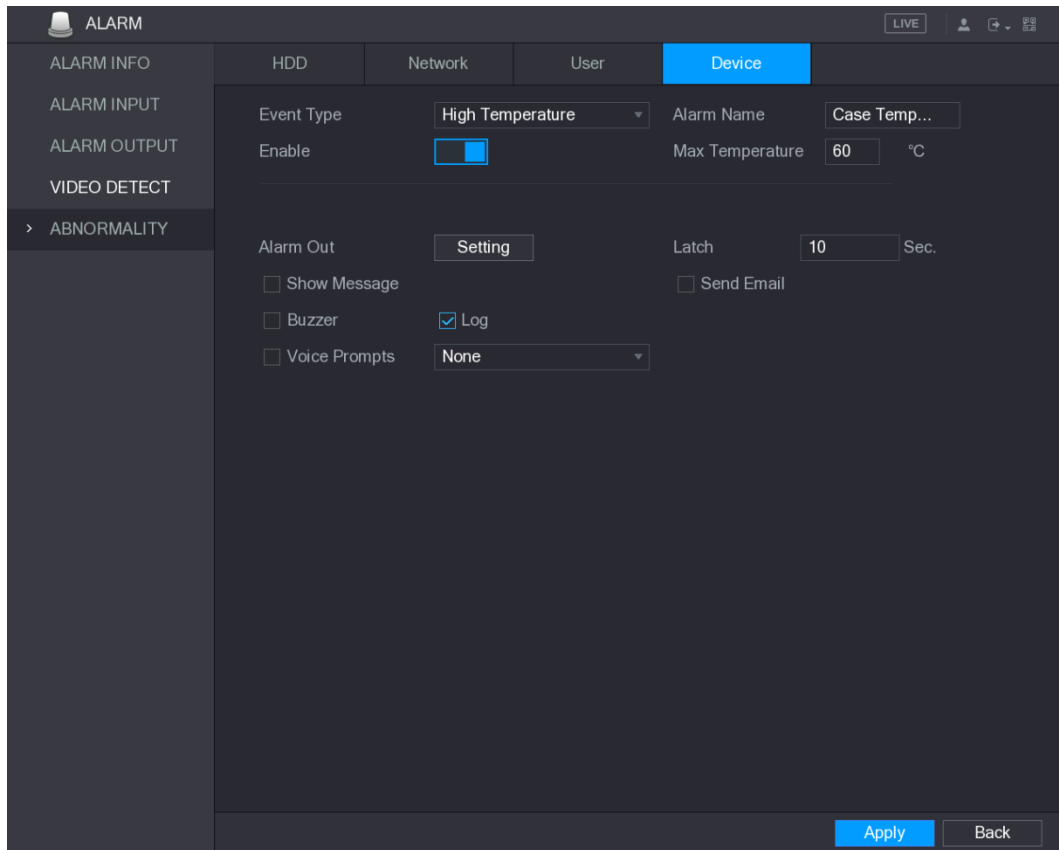 ALARM LIVE
ALARM INFO
ALARM INPUT
ALARM OUTPUT
VIDEO DETECT
> ABNORMALITY
HDD Network User Device
Event Type High Temperature Alarm Name Case Temp...
Enable Max Temperature 60 °C
Alarm Out Setting Latch 10 Sec.
Show Message Send Email
Buzzer Log
Voice Prompts None
Apply Back